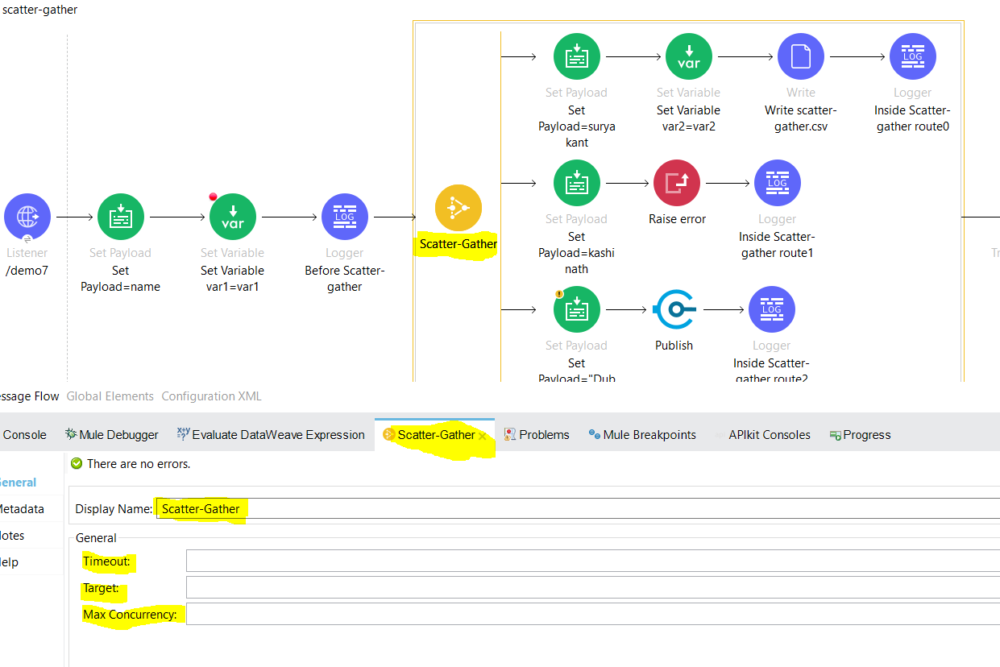 scatter-gather
Set Payload
Set
Payload=surya
kant
Set Variable
Set Variable
var2=var2
Write
Write scatter-
gather.csv
LOG
Logger
Inside Scatter-
gather route0
var
Set Payload
Set
Payload=kashi
nath
Raise error
LOG
Logger
Inside Scatter-
gather route1
Listener
/demo7
Set Payload
Set
Payload=name
var
Set Variable
Set Variable
var1=var1
LOG
Logger
Before Scatter-
gather
Scatter-Gather
Set Payload
Set
Payload="Dub
Publish
LOG
Logger
Inside Scatter-
gather route2
Tr
essage Flow Global Elements Configuration XML
Console Mule Debugger x+y =? Evaluate DataWeave Expression Scatter-Gather Problems Mule Breakpoints APIkit Consoles Progress
There are no errors.
General
Metadata
Notes
Help
Display Name: Scatter-Gather
General
Timeout:
Target:
Max Concurrency: